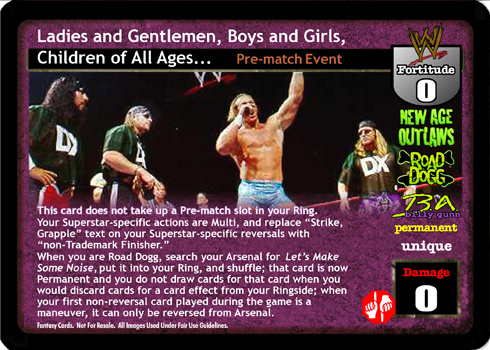 Ladies and Gentlemen, Boys and Girls,
Children of All Ages... Pre-match Event
W
Fortitude
0
NEW AGE
OUTLAWS
ROAD
DOGG
BA
billy gunn
permanent
unique
Damage
0
DX
DX
This card does not take up a Pre-match slot in your Ring.
Your Superstar-specific actions are Multi, and replace “Strike,
Grapple” text on your Superstar-specific reversals with
“non-Trademark Finisher.”
When you are Road Dogg, search your Arsenal for Let's Make
Some Noise, put it into your Ring, and shuffle; that card is now
Permanent and you do not draw cards for that card when you
would discard cards for a card effect from your Ringside; when
your first non-reversal card played during the game is a
maneuver, it can only be reversed from Arsenal.
Fantasy Cards. Not For Resale. All Images Used Under Fair Use Guidelines.